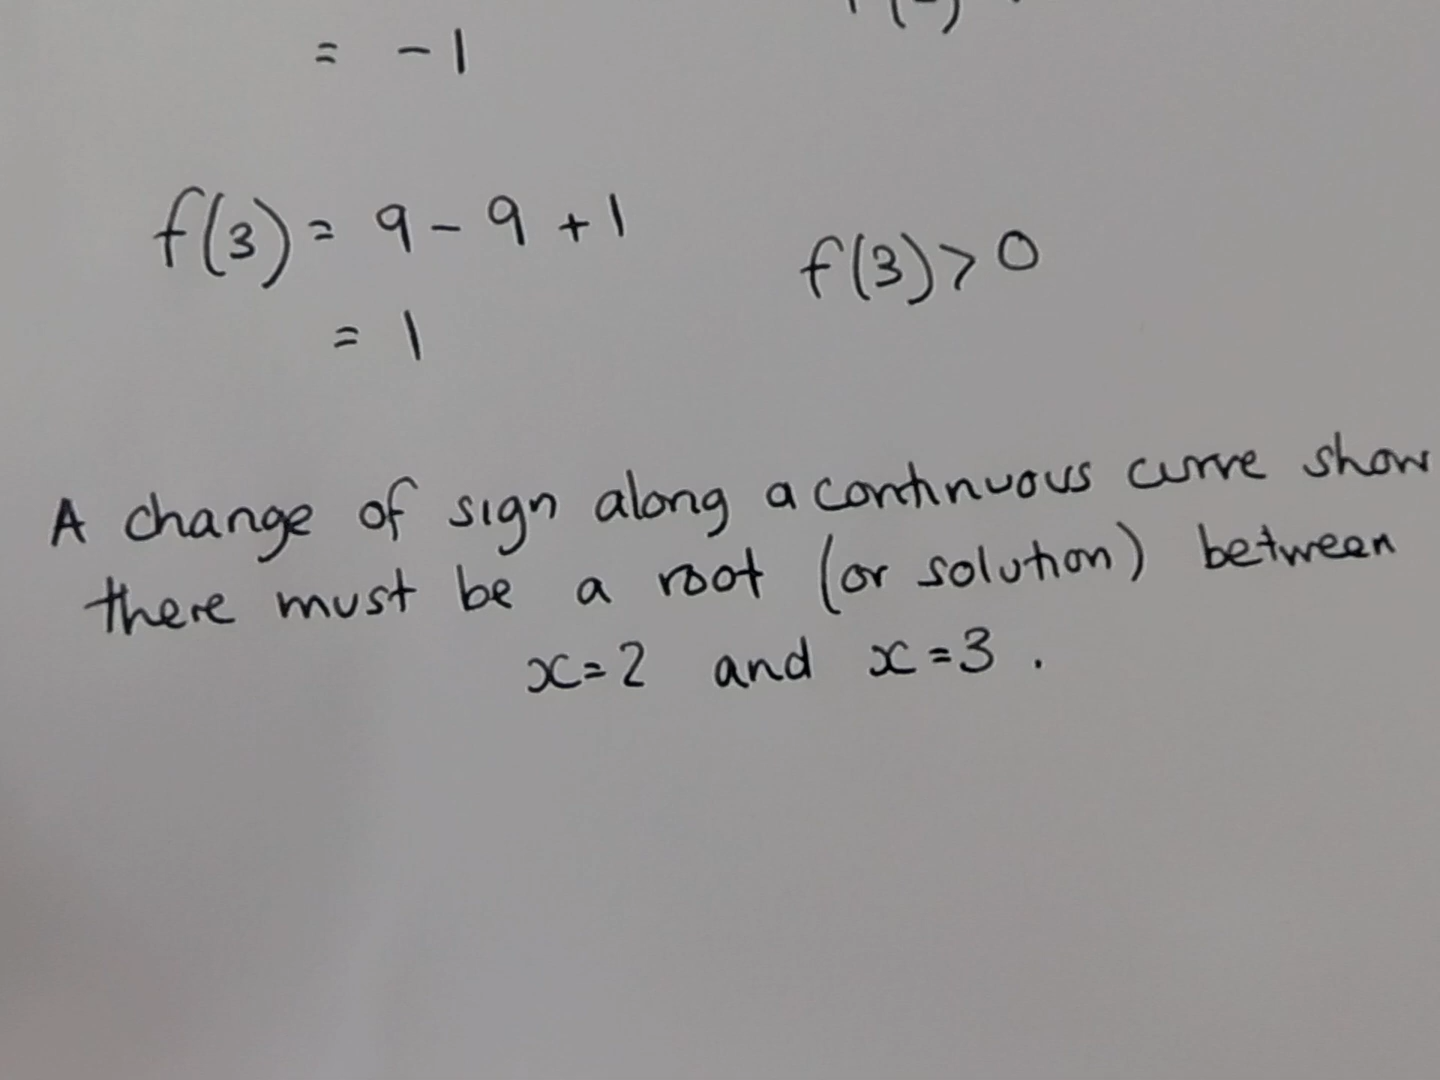 = -1
f(3) = 9 - 9 + 1
f(3) > 0
= 1
A change of sign along a continuous curve show
there must be a root (or solution) between
x=2 and x=3 .